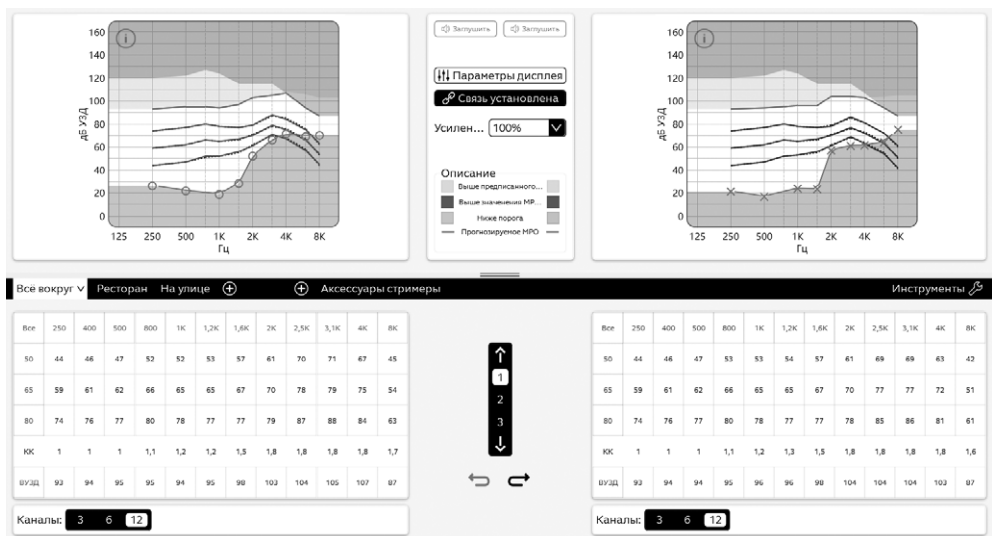 Заглушить Заглушить
Параметры дисплея
Связь установлена
Усилен... 100%
Описание
Выше предписанного...
Выше значения МР...
Ниже порога
Прогнозируемое МРО
дБ УЗД
160
140
120
100
80
60
40
20
0
125 250 500 1K 2K 4K 8K
Гц
дБ УЗД
160
140
120
100
80
60
40
20
0
125 250 500 1K 2K 4K 8K
Гц
Всё вокруг Ресторан На улице Аксессуары стримеры Инструменты
Все 250 400 500 800 1K 1,2K 1,6K 2K 2,5K 3,1K 4K 8K
50 44 46 47 52 52 53 57 61 70 71 67 45
65 59 61 62 66 65 65 67 70 78 79 75 54
80 74 76 77 80 78 77 77 79 87 88 84 63
КК 1 1 1 1,1 1,2 1,2 1,5 1,8 1,8 1,8 1,8 1,7
ВУЗД 93 94 95 95 94 95 98 103 104 105 107 87
Каналы: 3 6 12
1
2
3
Все 250 400 500 800 1K 1,2K 1,6K 2K 2,5K 3,1K 4K 8K
50 44 46 47 53 53 54 57 61 69 69 63 42
65 59 61 62 66 65 65 67 70 77 77 72 51
80 74 76 77 80 78 77 78 78 85 86 81 61
КК 1 1 1 1,1 1,2 1,3 1,5 1,8 1,8 1,8 1,8 1,6
ВУЗД 93 94 94 95 96 96 98 104 104 104 103 87
Каналы: 3 6 12